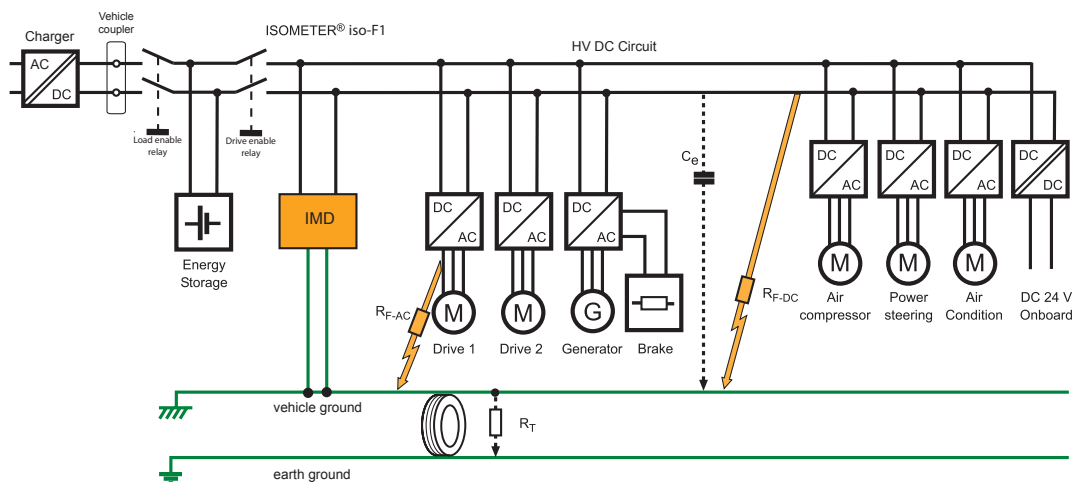 Charger
Vehicle
coupler
ISOMETER® iso-F1
HV DC Circuit
AC
DC
Load enable
relay
Drive enable
relay
Energy
Storage
IMD
DC
AC
DC
AC
DC
AC
Ce
DC
AC
DC
AC
DC
AC
DC
DC
RF-AC
M
Drive 1
M
Drive 2
G
Generator
Brake
RF-DC
M
Air
compressor
M
Power
steering
M
Air
Condition
DC 24 V
Onboard
vehicle ground
RT
earth ground